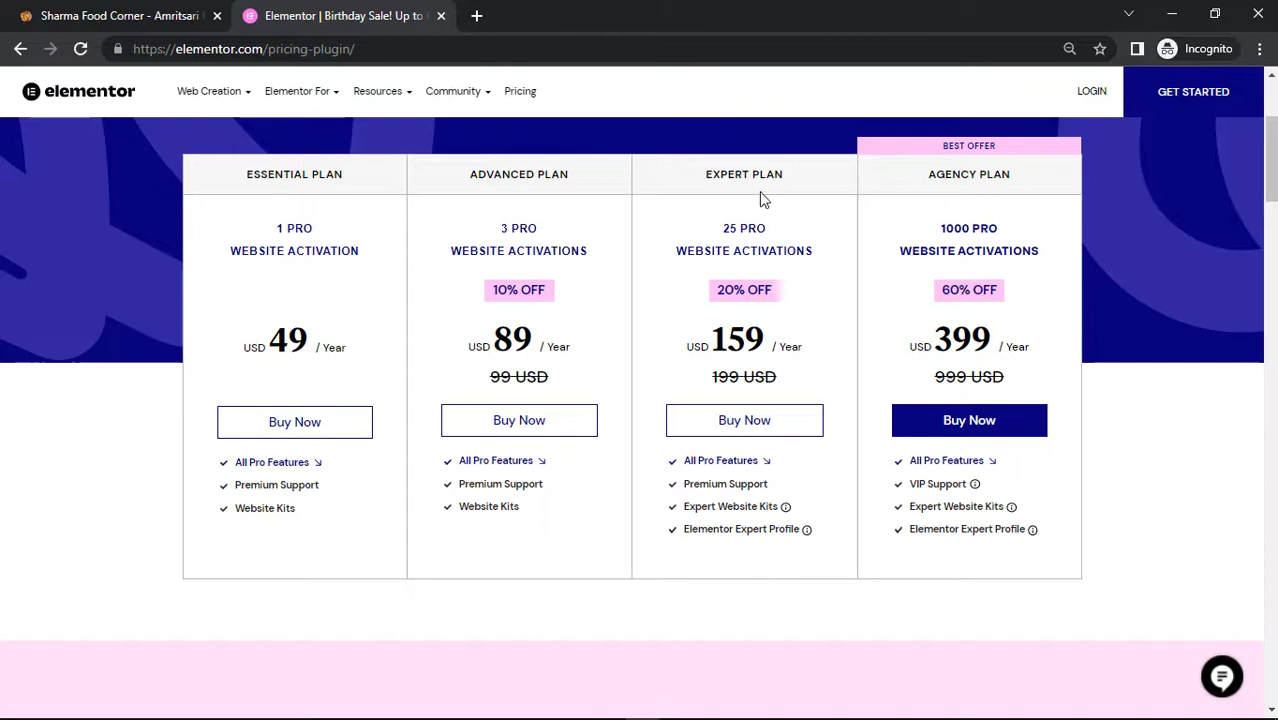 Sharma Food Corner - Amritsari
Elementor | Birthday Sale! Up to
https://elementor.com/pricing-plugin/
Incognito
elementor
Web Creation
Elementor For
Resources
Community
Pricing
LOGIN
GET STARTED
BEST OFFER
ESSENTIAL PLAN
ADVANCED PLAN
EXPERT PLAN
AGENCY PLAN
1 PRO
WEBSITE ACTIVATION
3 PRO
WEBSITE ACTIVATIONS
25 PRO
WEBSITE ACTIVATIONS
1000 PRO
WEBSITE ACTIVATIONS
10% OFF
20% OFF
60% OFF
USD 49 / Year
USD 89 / Year
USD 159 / Year
USD 399 / Year
99 USD
199 USD
999 USD
Buy Now
Buy Now
Buy Now
Buy Now
All Pro Features
Premium Support
Website Kits
All Pro Features
Premium Support
Website Kits
All Pro Features
Premium Support
Expert Website Kits
Elementor Expert Profile
All Pro Features
VIP Support
Expert Website Kits
Elementor Expert Profile